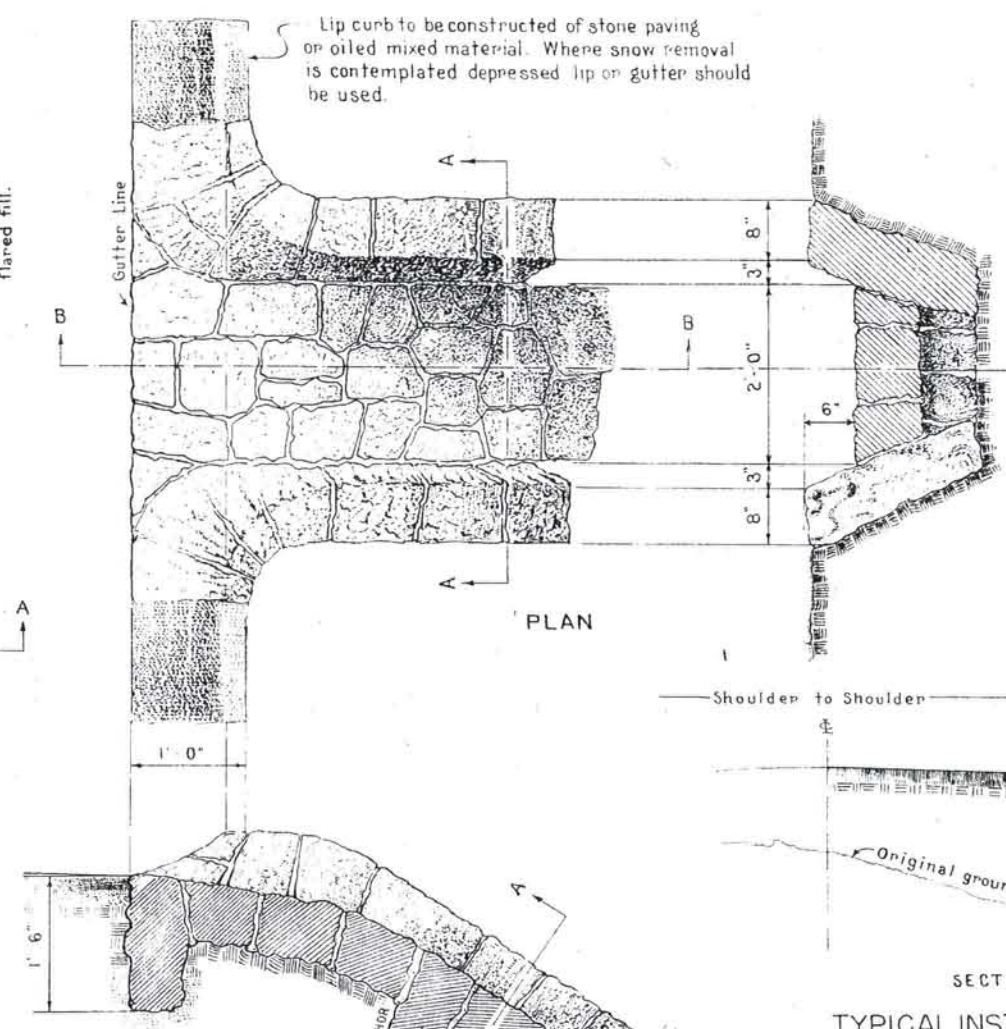 Lip curb to be constructed of stone paving
or oiled mixed material. Where snow removal
is contemplated depressed lip or gutter should
be used.
flared fill.
Gutter Line
A
8"
3"
B
B
2'-0"
6"
3"
8"
A
A
PLAN
Shoulder to Shoulder
℄
1'-0"
Original groun
A
1' 6"
HOR
SECT
TYPICAL INST